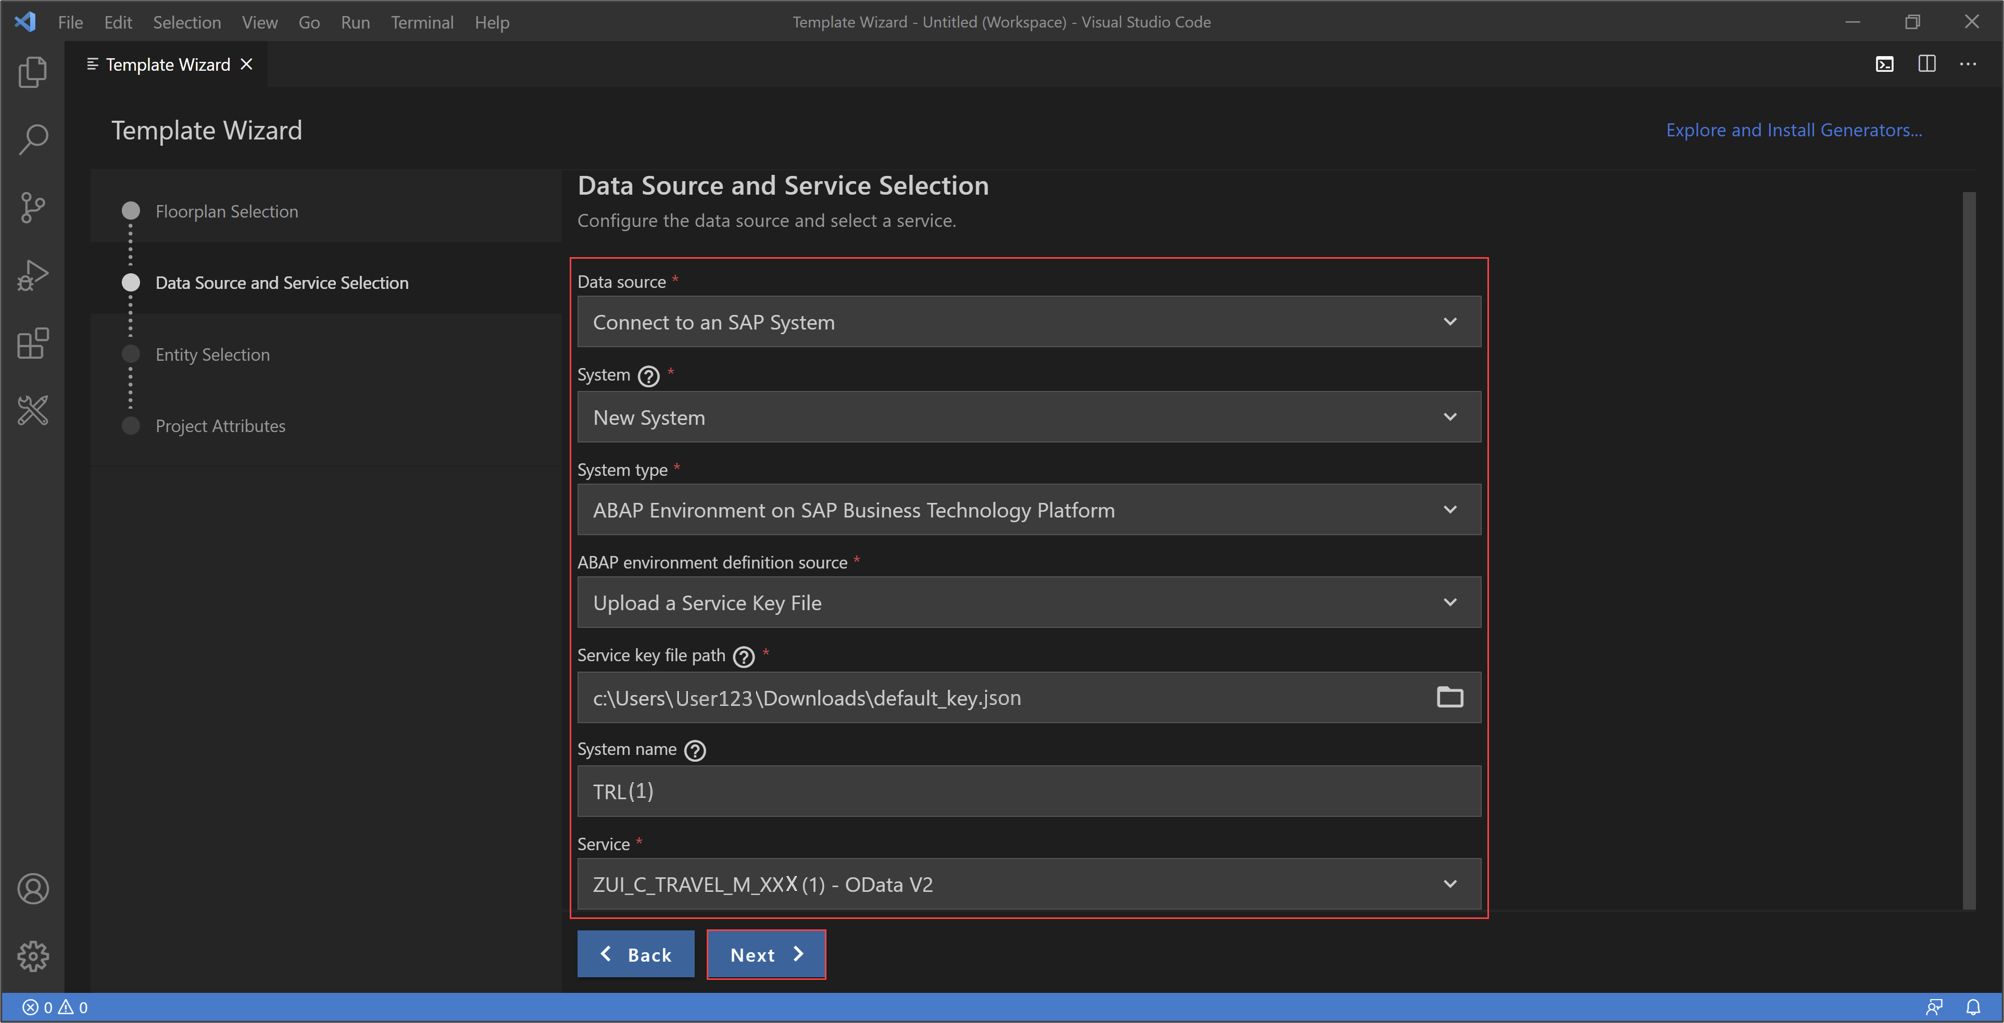 File Edit Selection View Go Run Terminal Help
Template Wizard - Untitled (Workspace) - Visual Studio Code
Template Wizard
Template Wizard
Explore and Install Generators...
Floorplan Selection
Data Source and Service Selection
Entity Selection
Project Attributes
Data Source and Service Selection
Configure the data source and select a service.
Data source *
Connect to an SAP System
System ? *
New System
System type *
ABAP Environment on SAP Business Technology Platform
ABAP environment definition source *
Upload a Service Key File
Service key file path ? *
c:\Users\User123\Downloads\default_key.json
System name ?
TRL(1)
Service *
ZUI_C_TRAVEL_M_XXX (1) - OData V2
Back
Next
0 0